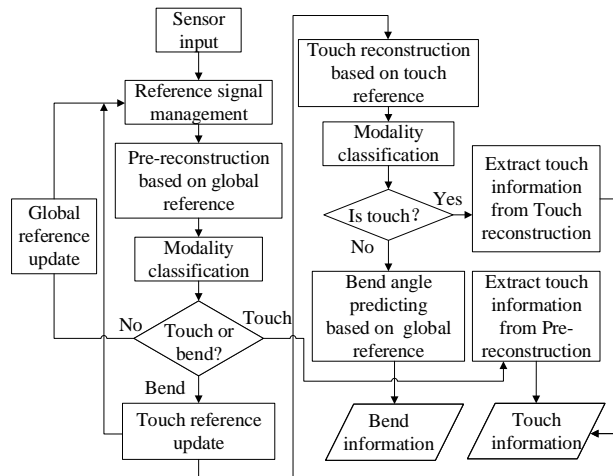 Sensor
input
Reference signal
management
Pre-reconstruction
based on global
reference
Global
reference
update
Modality
classification
No
Touch or
bend?
Touch
Bend
Touch reference
update
Touch reconstruction
based on touch
reference
Modality
classification
Is touch?
Yes
No
Extract touch
information
from Touch
reconstruction
Bend angle
predicting
based on global
reference
Extract touch
information
from Pre-
reconstruction
Bend
information
Touch
information